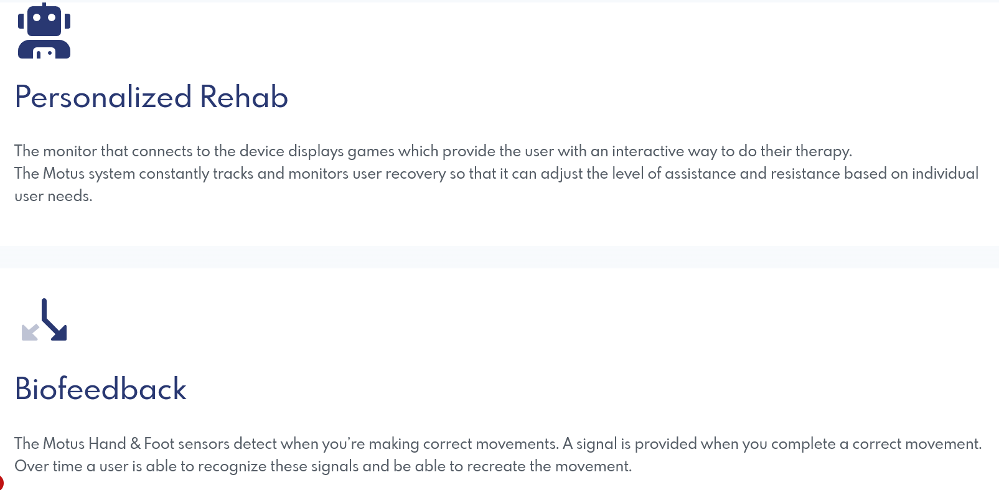 Personalized Rehab
The monitor that connects to the device displays games which provide the user with an interactive way to do their therapy.
The Motus system constantly tracks and monitors user recovery so that it can adjust the level of assistance and resistance based on individual
user needs.
Biofeedback
The Motus Hand & Foot sensors detect when you’re making correct movements. A signal is provided when you complete a correct movement.
Over time a user is able to recognize these signals and be able to recreate the movement.